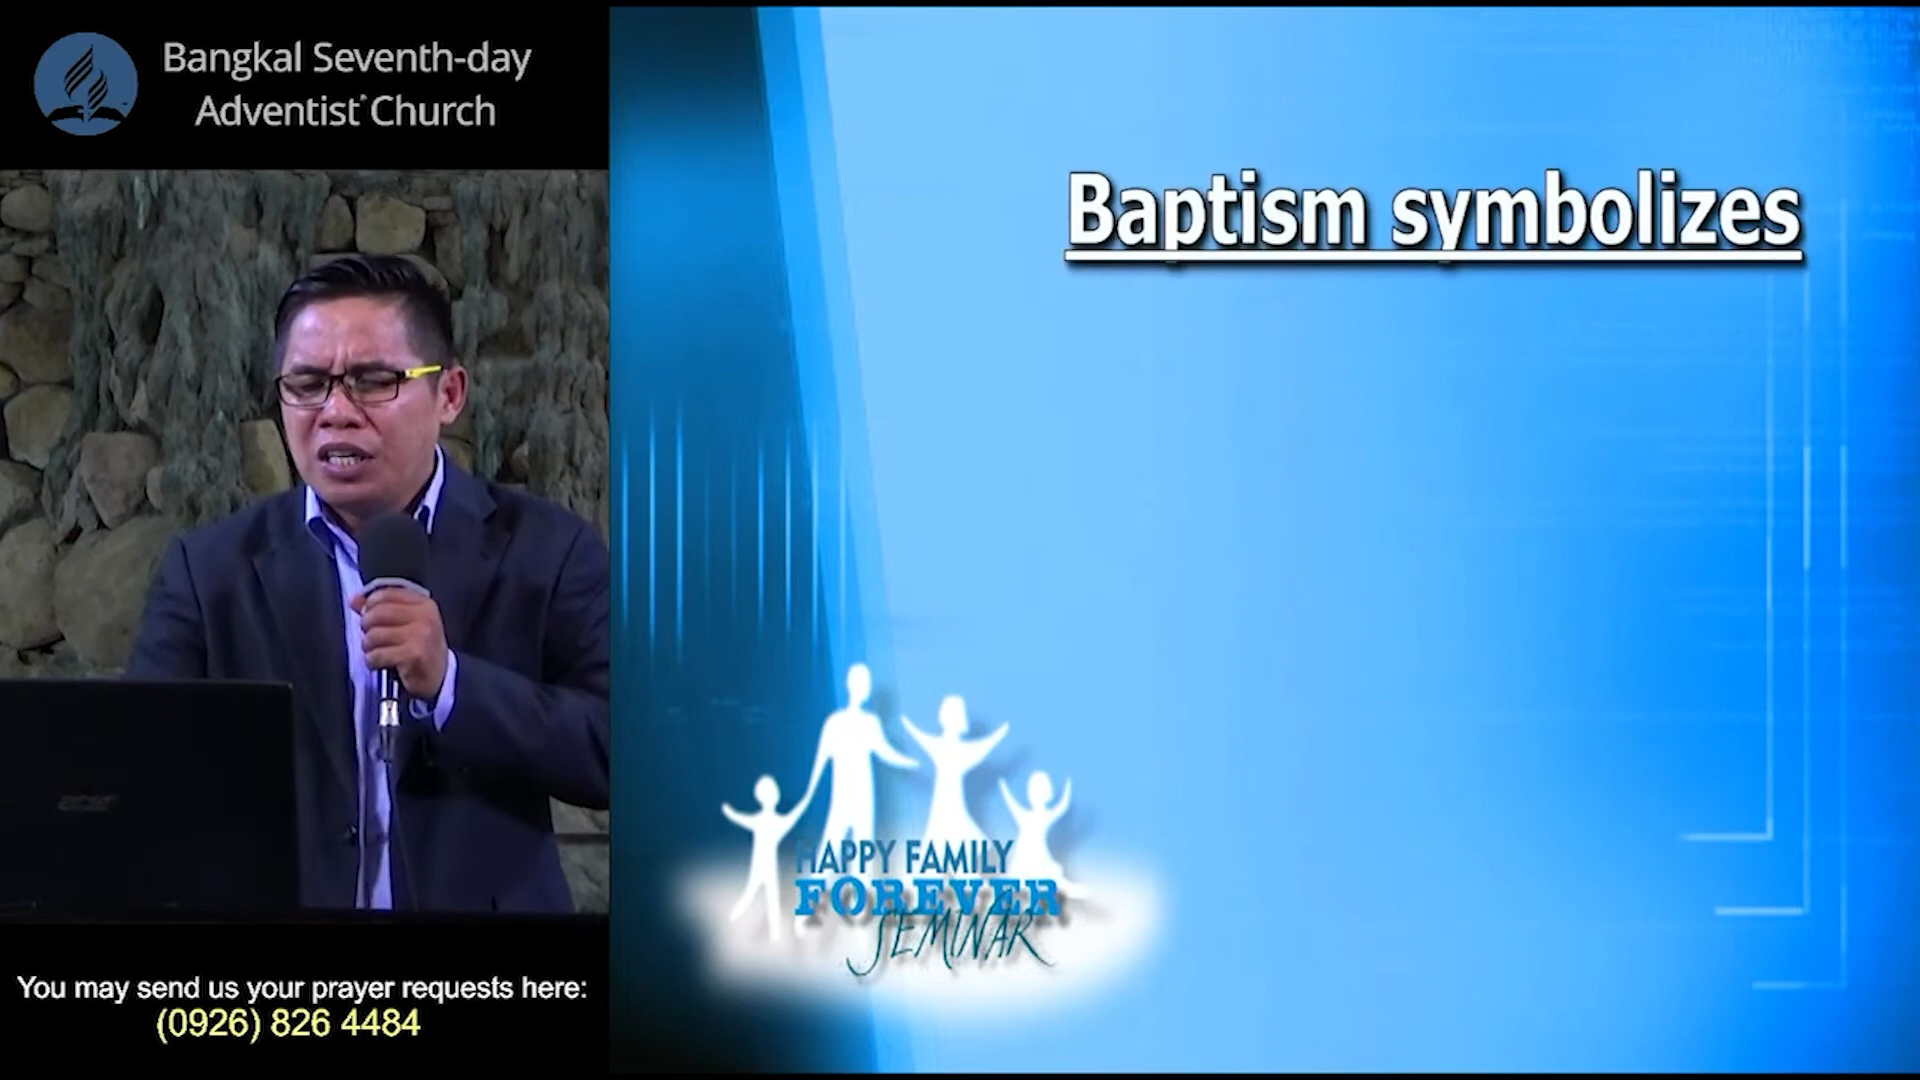 Bangkal Seventh-day
Adventist Church
Baptism symbolizes
acer
HAPPY FAMILY
FOREVER
SEMINAR
You may send us your prayer requests here:
(0926) 826 4484